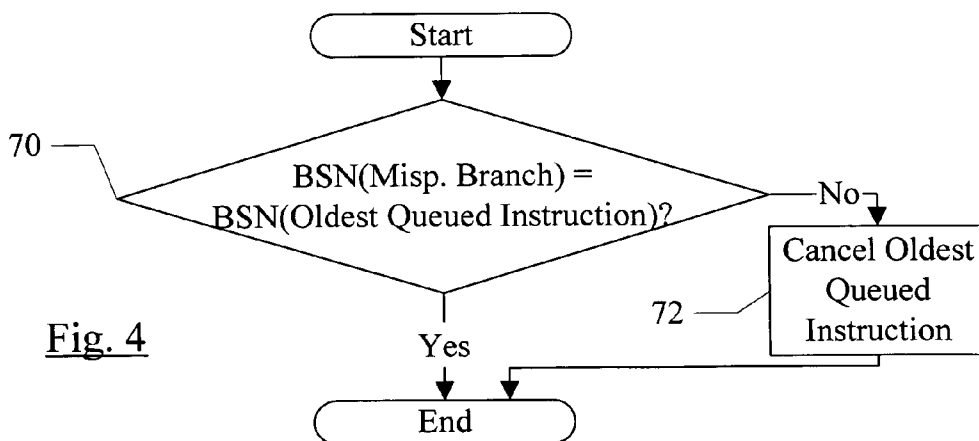 Start
70
BSN(Misp. Branch) =
BSN(Oldest Queued Instruction)?
No
Cancel Oldest
Queued
Instruction
72
Fig. 4
Yes
End